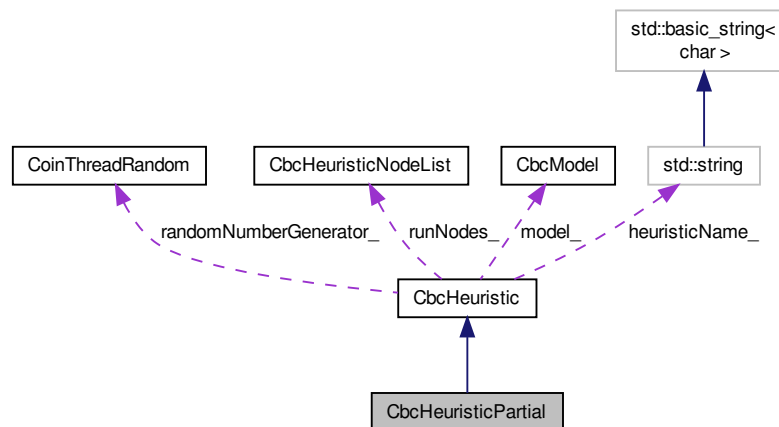 std::basic_string<
char >
CoinThreadRandom
CbcHeuristicNodeList
CbcModel
std::string
randomNumberGenerator_
runNodes_
model_
heuristicName_
CbcHeuristic
CbcHeuristicPartial